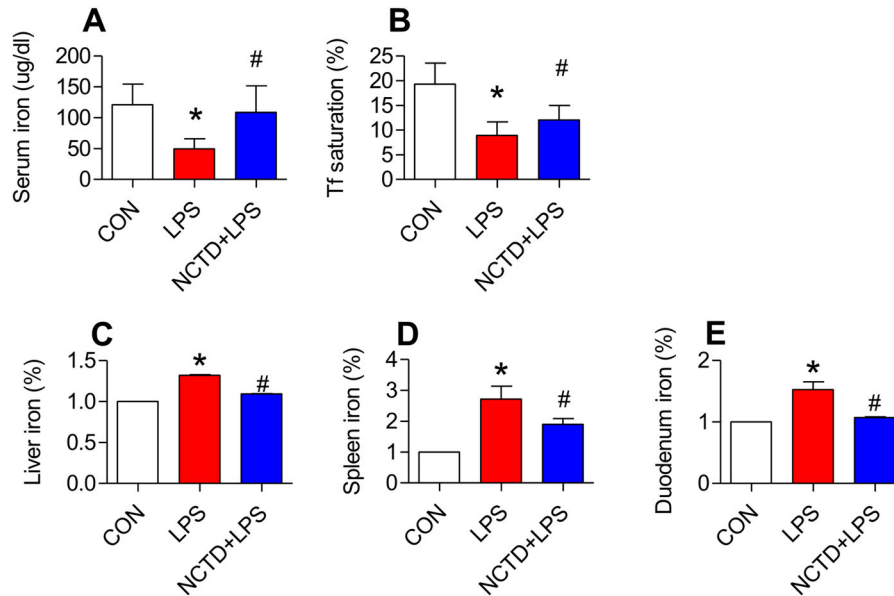 A
Serum iron (ug/dl)
200
150
100
50
0
*
#
CON
LPS
NCTD+LPS
B
Tf saturation (%)
25
20
15
10
5
0
*
#
CON
LPS
NCTD+LPS
C
Liver iron (%)
1.5
1.0
0.5
0.0
*
#
CON
LPS
NCTD+LPS
D
Spleen iron (%)
4
3
2
1
0
*
#
CON
LPS
NCTD+LPS
E
Duodenum iron (%)
2
1
0
*
#
CON
LPS
NCTD+LPS